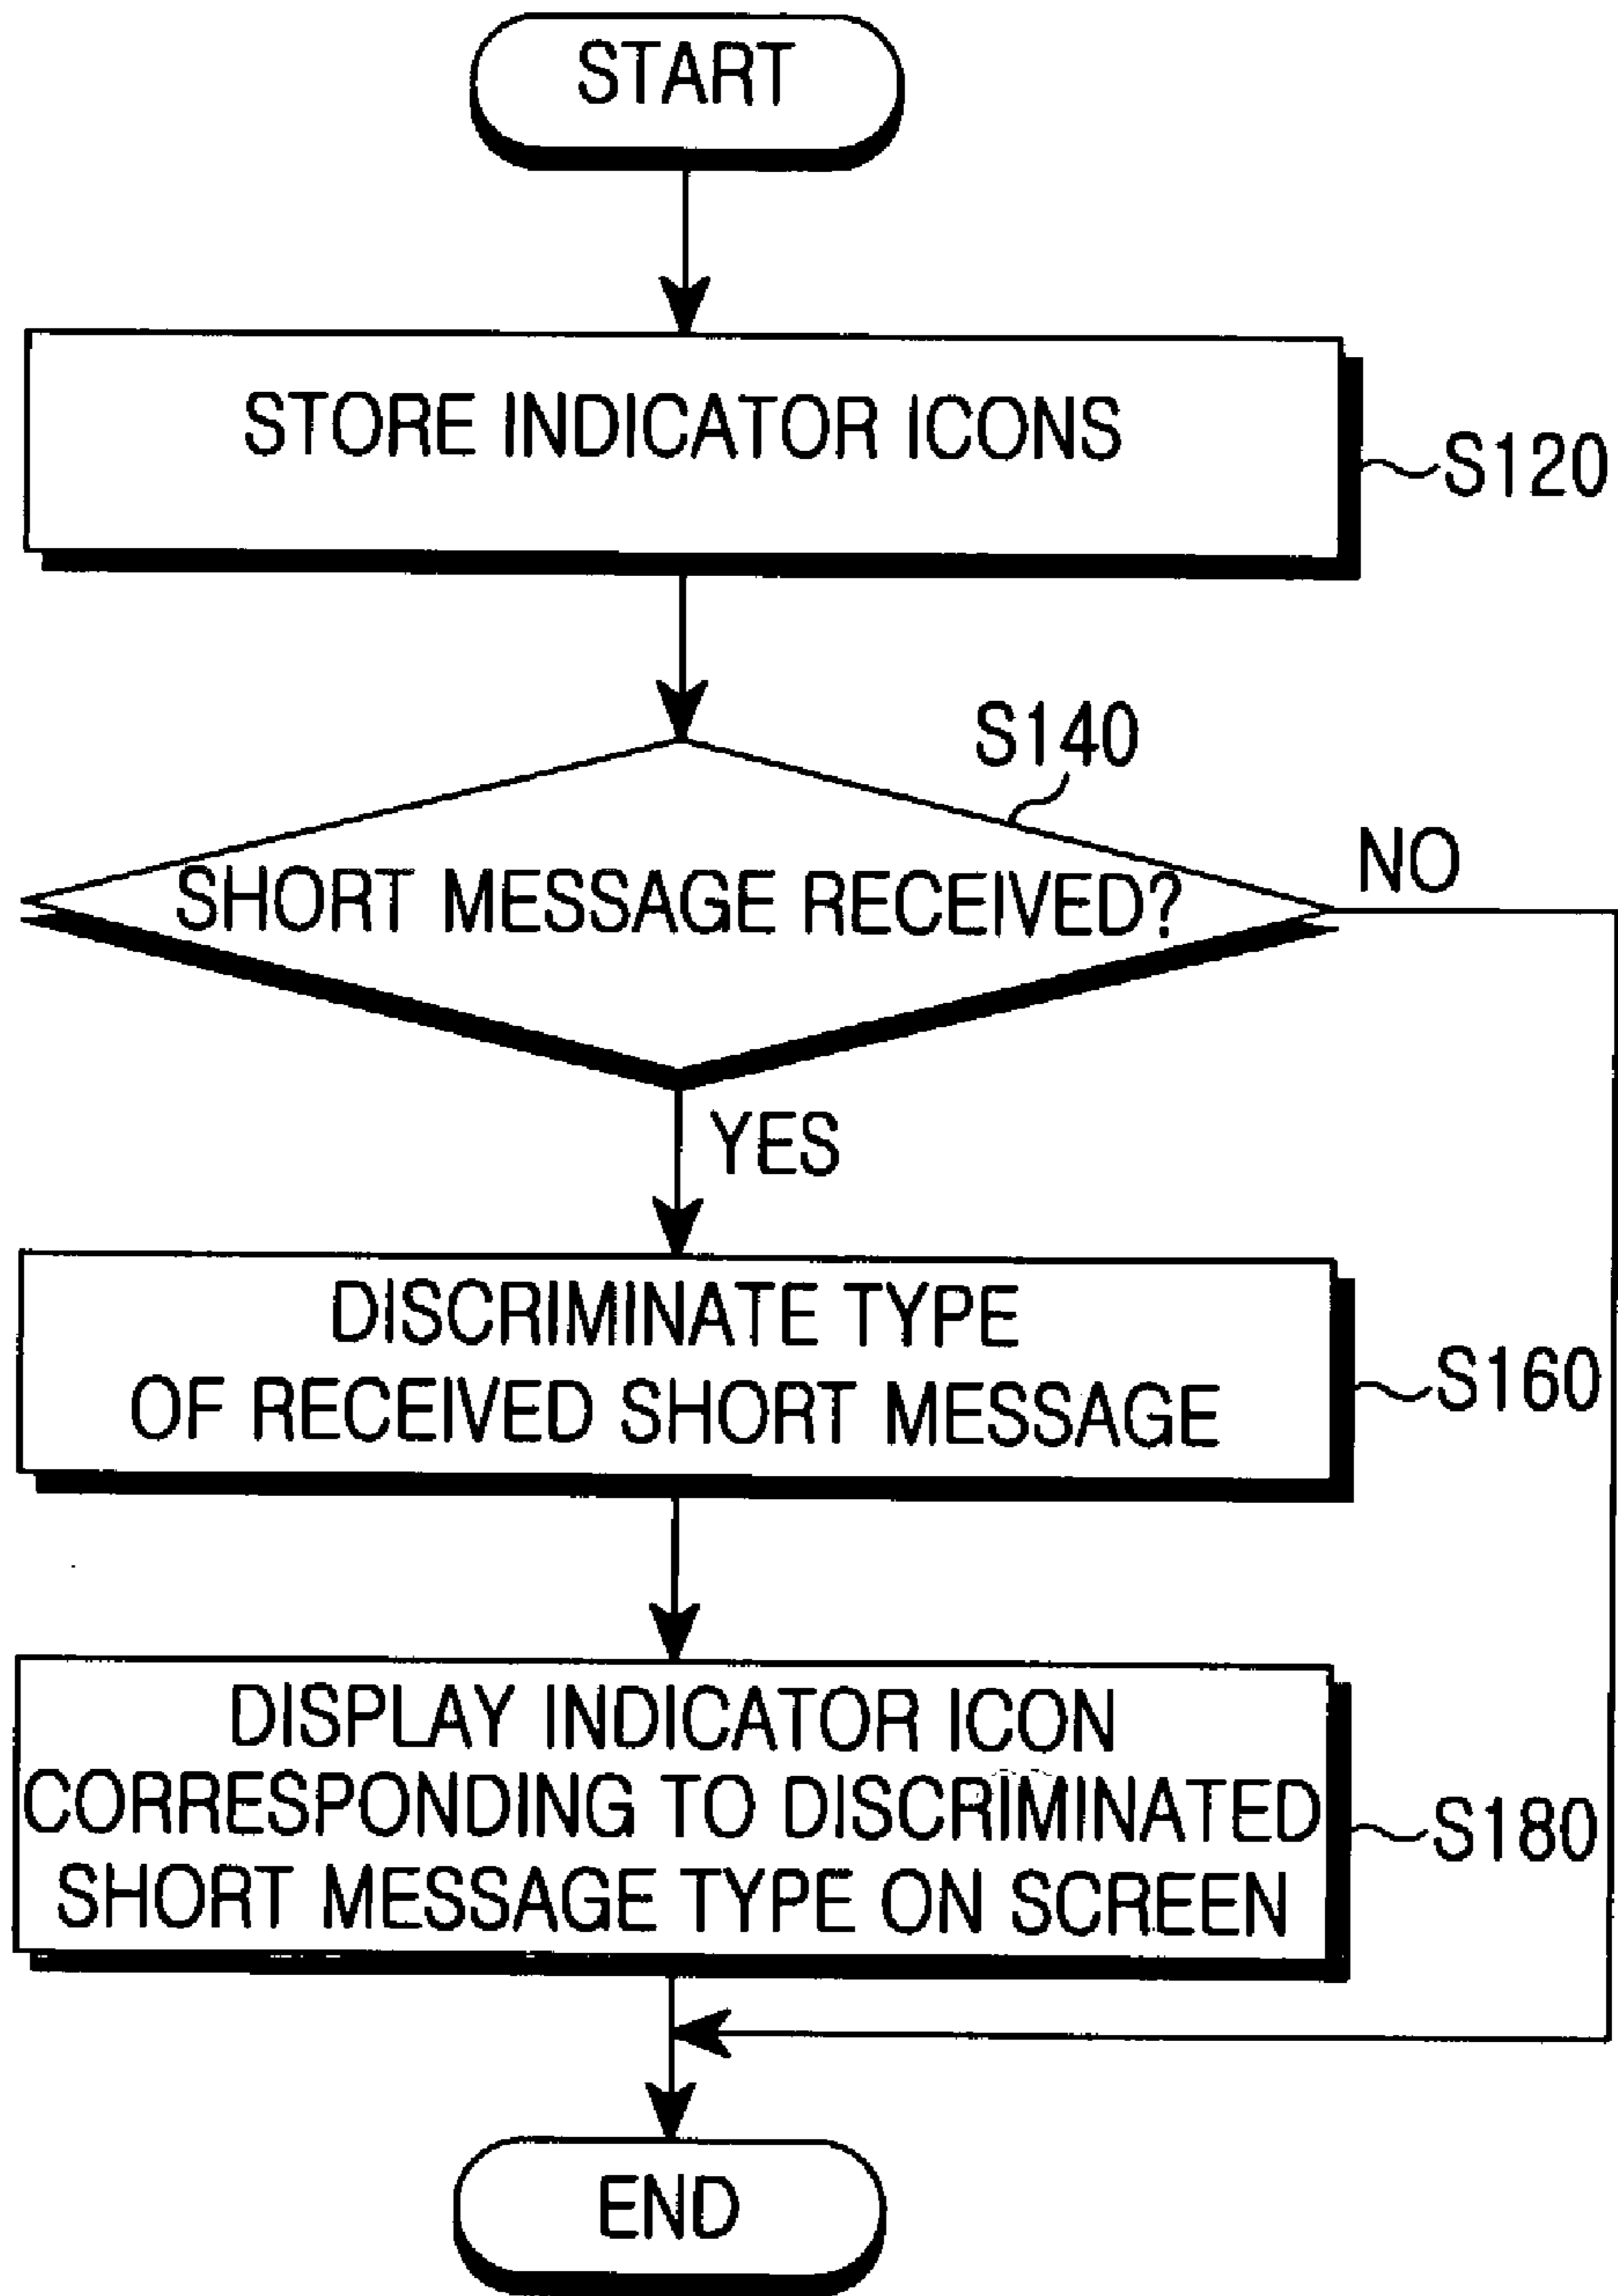 START
STORE INDICATOR ICONS
S120
S140
SHORT MESSAGE RECEIVED?
NO
YES
DISCRIMINATE TYPE
OF RECEIVED SHORT MESSAGE
S160
DISPLAY INDICATOR ICON
CORRESPONDING TO DISCRIMINATED
SHORT MESSAGE TYPE ON SCREEN
S180
END